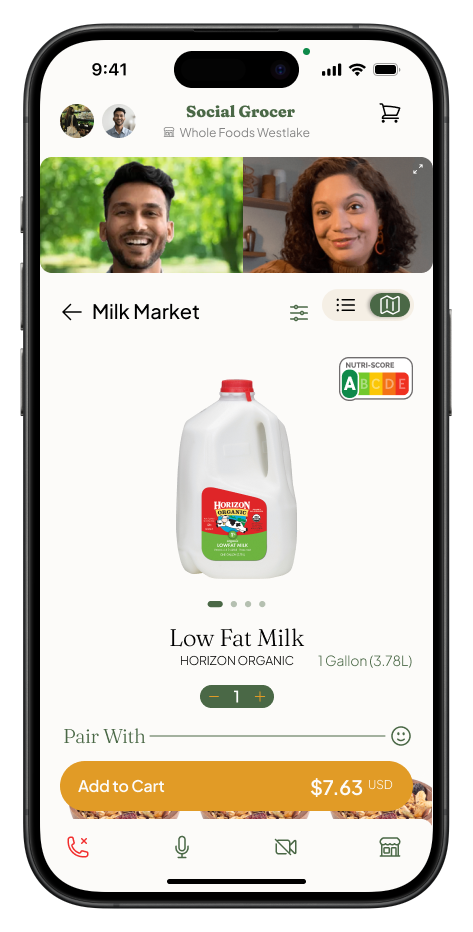 9:41
Social Grocer
Whole Foods Westlake
Milk Market
NUTRI-SCORE
A B C D E
HORIZON
ORGANIC
LOWFAT MILK
Low Fat Milk
HORIZON ORGANIC
1 Gallon (3.78L)
− 1 +
Pair With
Add to Cart
$7.63 USD